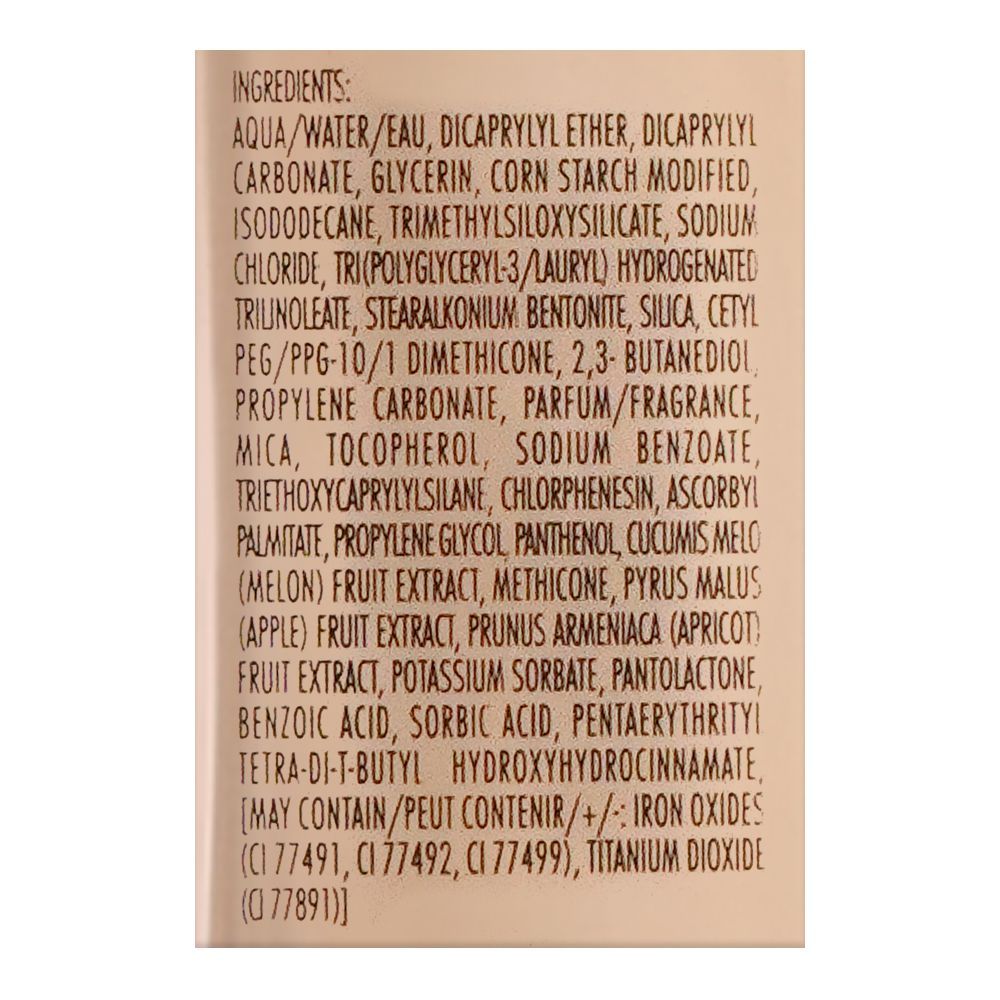 INGREDIENTS:
AQUA/WATER/EAU, DICAPRYLYL ETHER, DICAPRYLYL
CARBONATE, GLYCERIN, CORN STARCH MODIFIED,
ISODODECANE, TRIMETHYLSILOXYSILICATE, SODIUM
CHLORIDE, TRI(POLYGLYCERYL-3/LAURYL) HYDROGENATED
TRILINOLEATE, STEARALKONIUM BENTONITE, SILICA, CETYL
PEG/PPG-10/1 DIMETHICONE, 2,3- BUTANEDIOL,
PROPYLENE CARBONATE, PARFUM/FRAGRANCE,
MICA, TOCOPHEROL, SODIUM BENZOATE,
TRIETHOXYCAPRYLYLSILANE, CHLORPHENESIN, ASCORBYL
PALMITATE, PROPYLENE GLYCOL, PANTHENOL, CUCUMIS MELO
(MELON) FRUIT EXTRACT, METHICONE, PYRUS MALUS
(APPLE) FRUIT EXTRACT, PRUNUS ARMENIACA (APRICOT)
FRUIT EXTRACT, POTASSIUM SORBATE, PANTOLACTONE,
BENZOIC ACID, SORBIC ACID, PENTAERYTHRITYL
TETRA-DI-T-BUTYL HYDROXYHYDROCINNAMATE,
[MAY CONTAIN/PEUT CONTENIR/+/-: IRON OXIDES
(CI 77491, CI 77492, CI 77499), TITANIUM DIOXIDE
(CI 77891)]